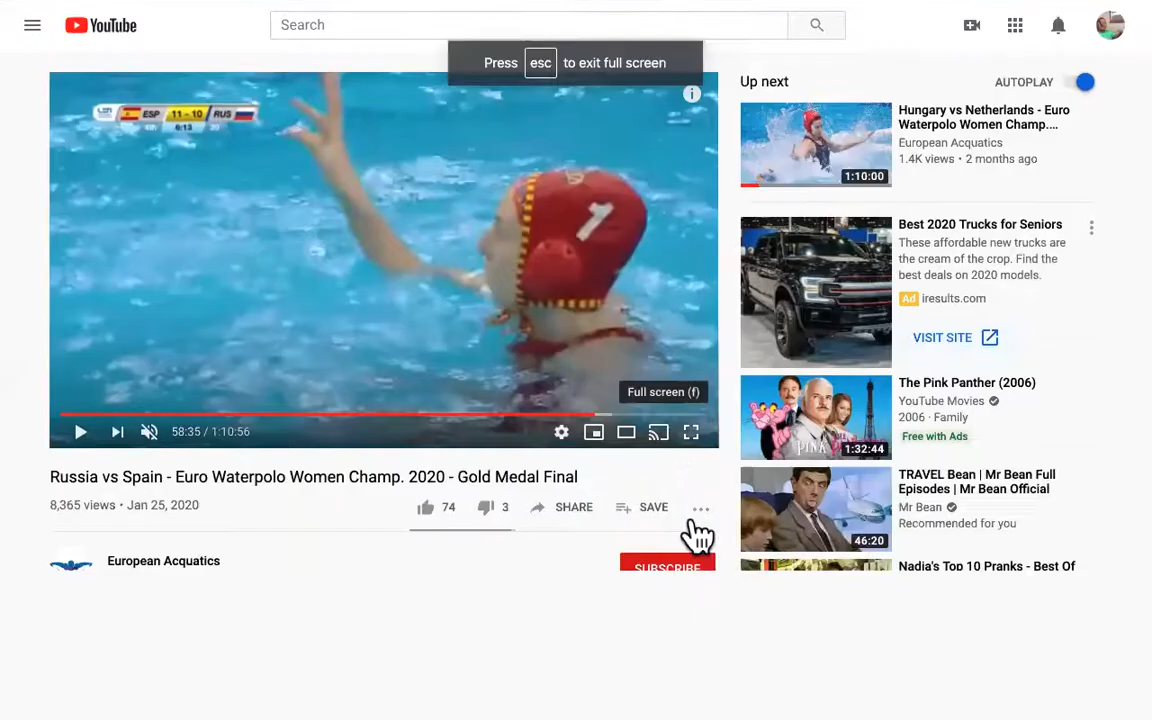 YouTube
Search
Press esc to exit full screen
ESP 11 - 10 RUS
6:13
1
Full screen (f)
58:35 / 1:10:56
Russia vs Spain - Euro Waterpolo Women Champ. 2020 - Gold Medal Final
8,365 views • Jan 25, 2020
74
3
SHARE
SAVE
European Acquatics
SUBSCRIBE
Up next
AUTOPLAY
1:10:00
Hungary vs Netherlands - Euro
Waterpolo Women Champ....
European Acquatics
1.4K views • 2 months ago
Best 2020 Trucks for Seniors
These affordable new trucks are
the cream of the crop. Find the
best deals on 2020 models.
Ad iresults.com
VISIT SITE
PINK
1:32:44
The Pink Panther (2006)
YouTube Movies
2006 · Family
Free with Ads
46:20
TRAVEL Bean | Mr Bean Full
Episodes | Mr Bean Official
Mr Bean
Recommended for you
Nadia's Top 10 Pranks - Best Of